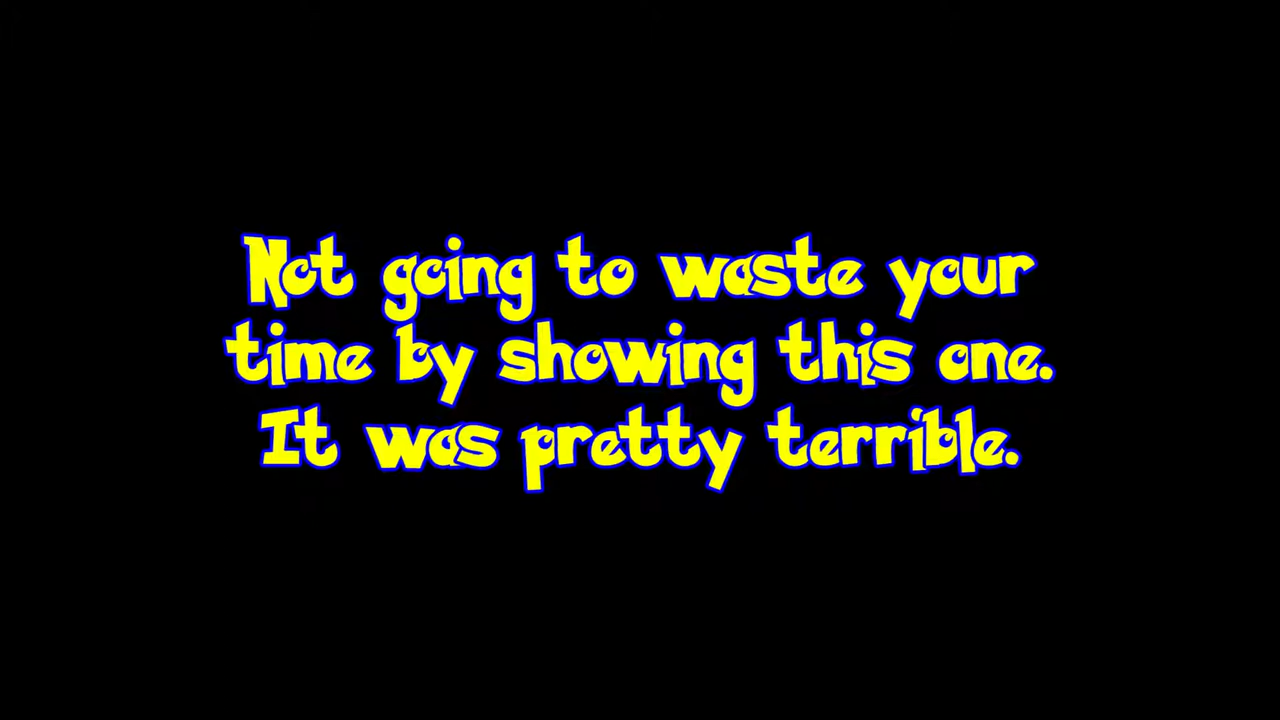 Not going to waste your
time by showing this one.
It was pretty terrible.